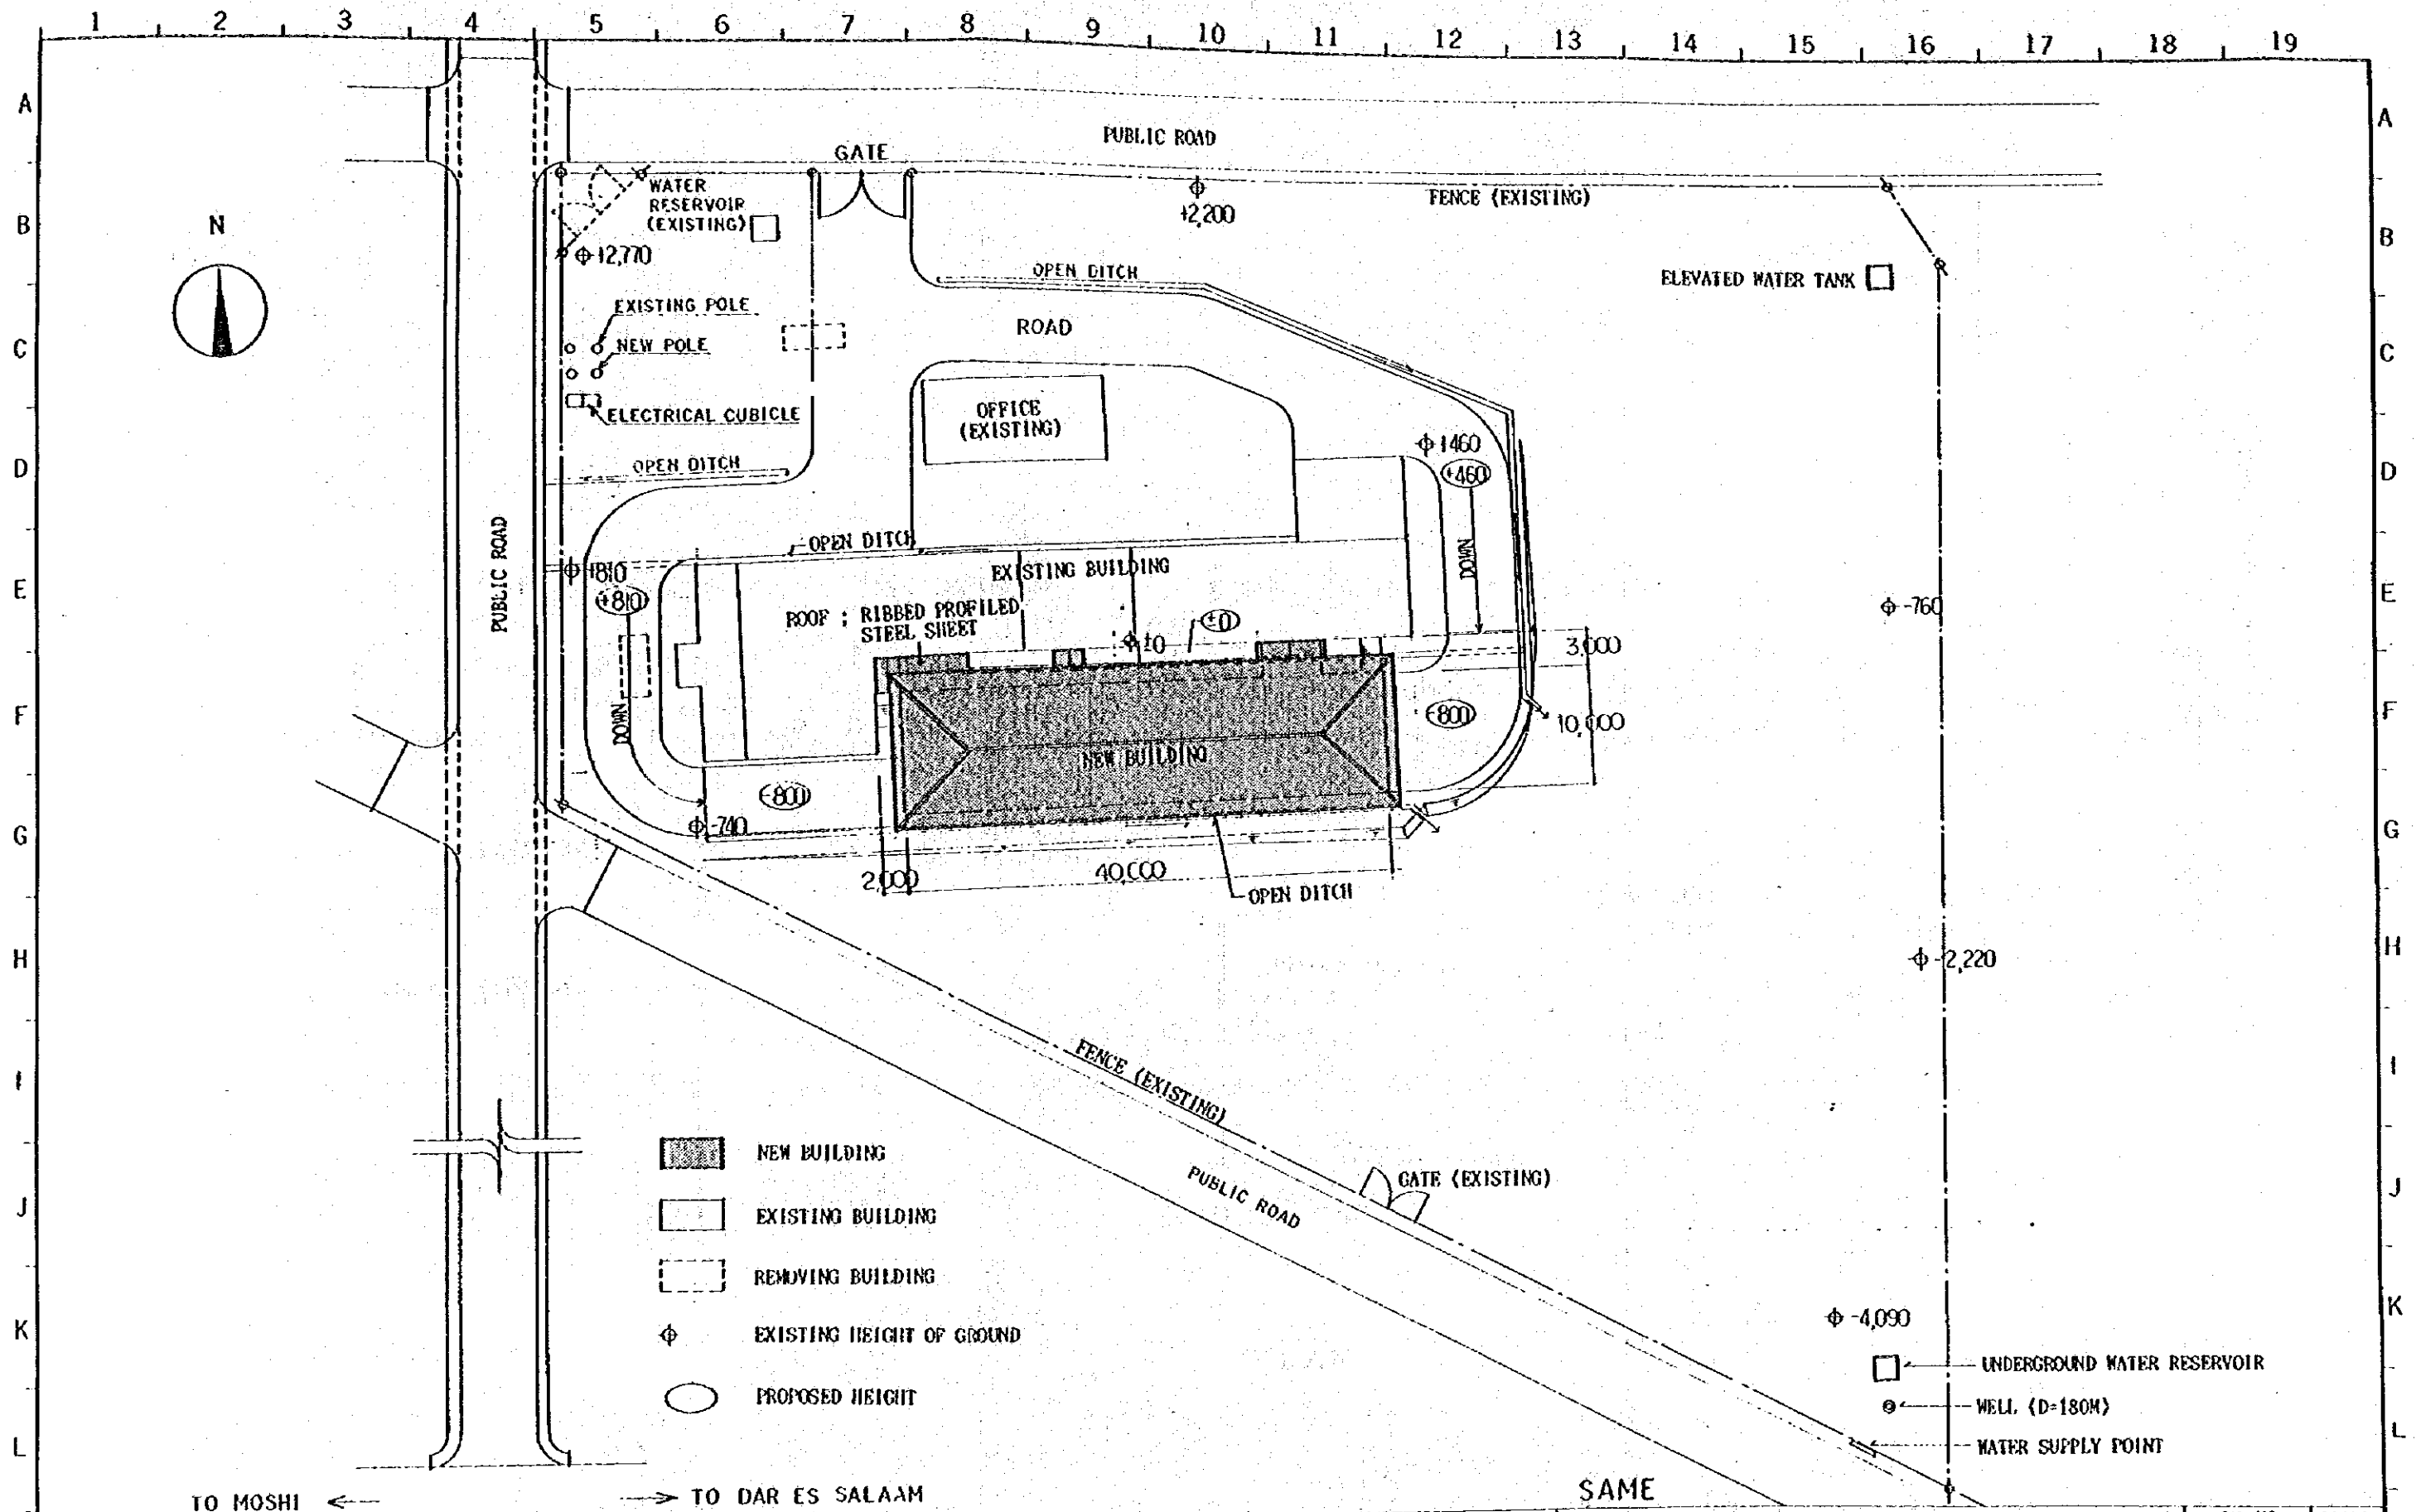 1 2 3 4 5 6 7 8 9 10 11 12 13 14 15 16 17 18 19
A
A
PUBLIC ROAD
GATE
WATER
RESERVOIR
(EXISTING)
+2,200
FENCE (EXISTING)
B
N
B
OPEN DITCH
ELEVATED WATER TANK
EXISTING POLE
ROAD
C
NEW POLE
C
OFFICE
(EXISTING)
ELECTRICAL CUBICLE
+460
D
OPEN DITCH
D
PUBLIC ROAD
OPEN DITCH
DOWN
EXISTING BUILDING
E
+810
E
-760
ROOF : RIBBED PROFILED
STEEL SHEET
±0
±0
3,000
F
DOWN
-800
F
10,000
NEW BUILDING
-800
G
-740
G
2,000
40,000
OPEN DITCH
H
H
-2,220
FENCE (EXISTING)
I
I
NEW BUILDING
PUBLIC ROAD
GATE (EXISTING)
J
EXISTING BUILDING
J
REMOVING BUILDING
K
EXISTING HEIGHT OF GROUND
-4,090
K
UNDERGROUND WATER RESERVOIR
PROPOSED HEIGHT
WELL (D=180M)
L
WATER SUPPLY POINT
L
TO MOSHI
TO DAR ES SALAAM
SAME